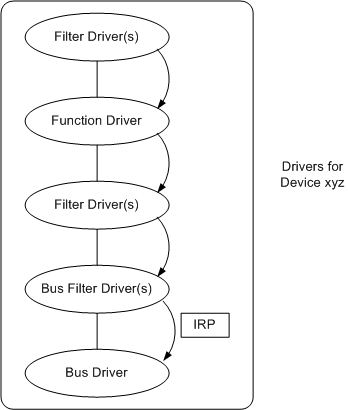 Filter Driver(s)
Function Driver
Drivers for
Device xyz
Filter Driver(s)
Bus Filter Driver(s)
IRP
Bus Driver